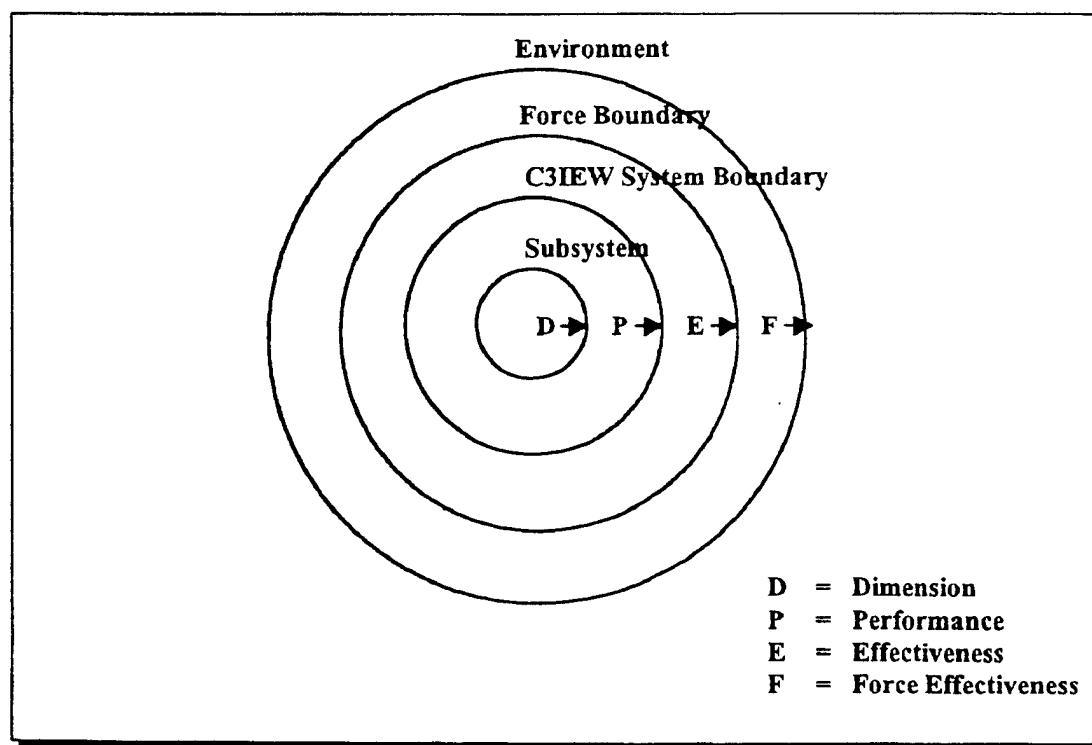 Environment
Force Boundary
C3IEW System Boundary
Subsystem
D P E F
D = Dimension
P = Performance
E = Effectiveness
F = Force Effectiveness